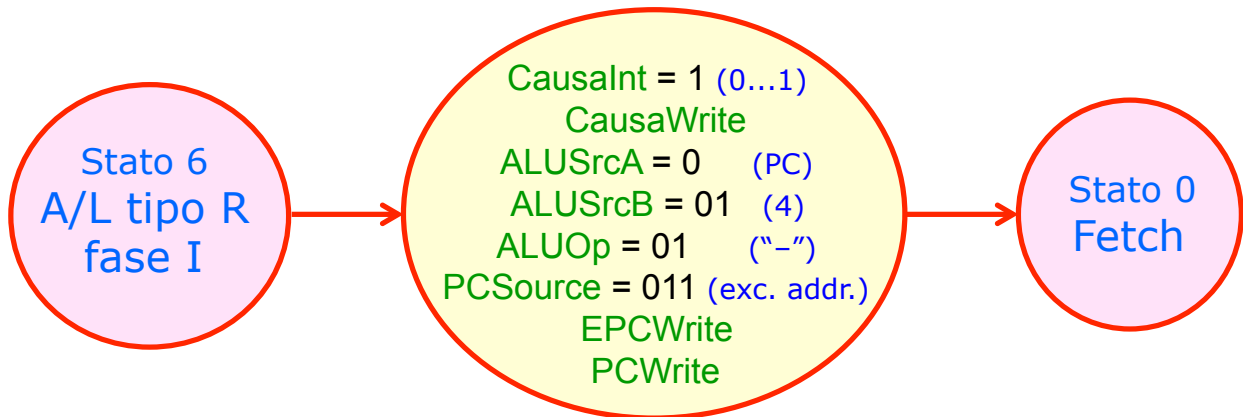 Stato 6
A/L tipo R
fase I
CausaInt = 1 (0...1)
CausaWrite
ALUSrcA = 0 (PC)
ALUSrcB = 01 (4)
ALUOp = 01 (“–”)
PCSource = 011 (exc. addr.)
EPCWrite
PCWrite
Stato 0
Fetch